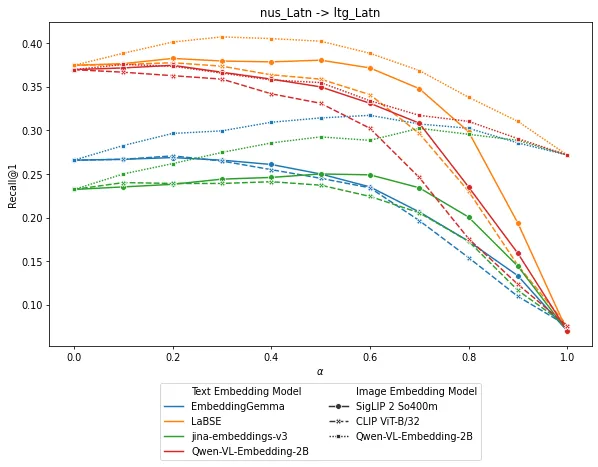 nus_Latn -> ltg_Latn
Recall@1
0.40
0.35
0.30
0.25
0.20
0.15
0.10
0.0 0.2 0.4 0.6 0.8 1.0
α
Text Embedding Model
EmbeddingGemma
LaBSE
jina-embeddings-v3
Qwen-VL-Embedding-2B
Image Embedding Model
SigLIP 2 So400m
CLIP ViT-B/32
Qwen-VL-Embedding-2B